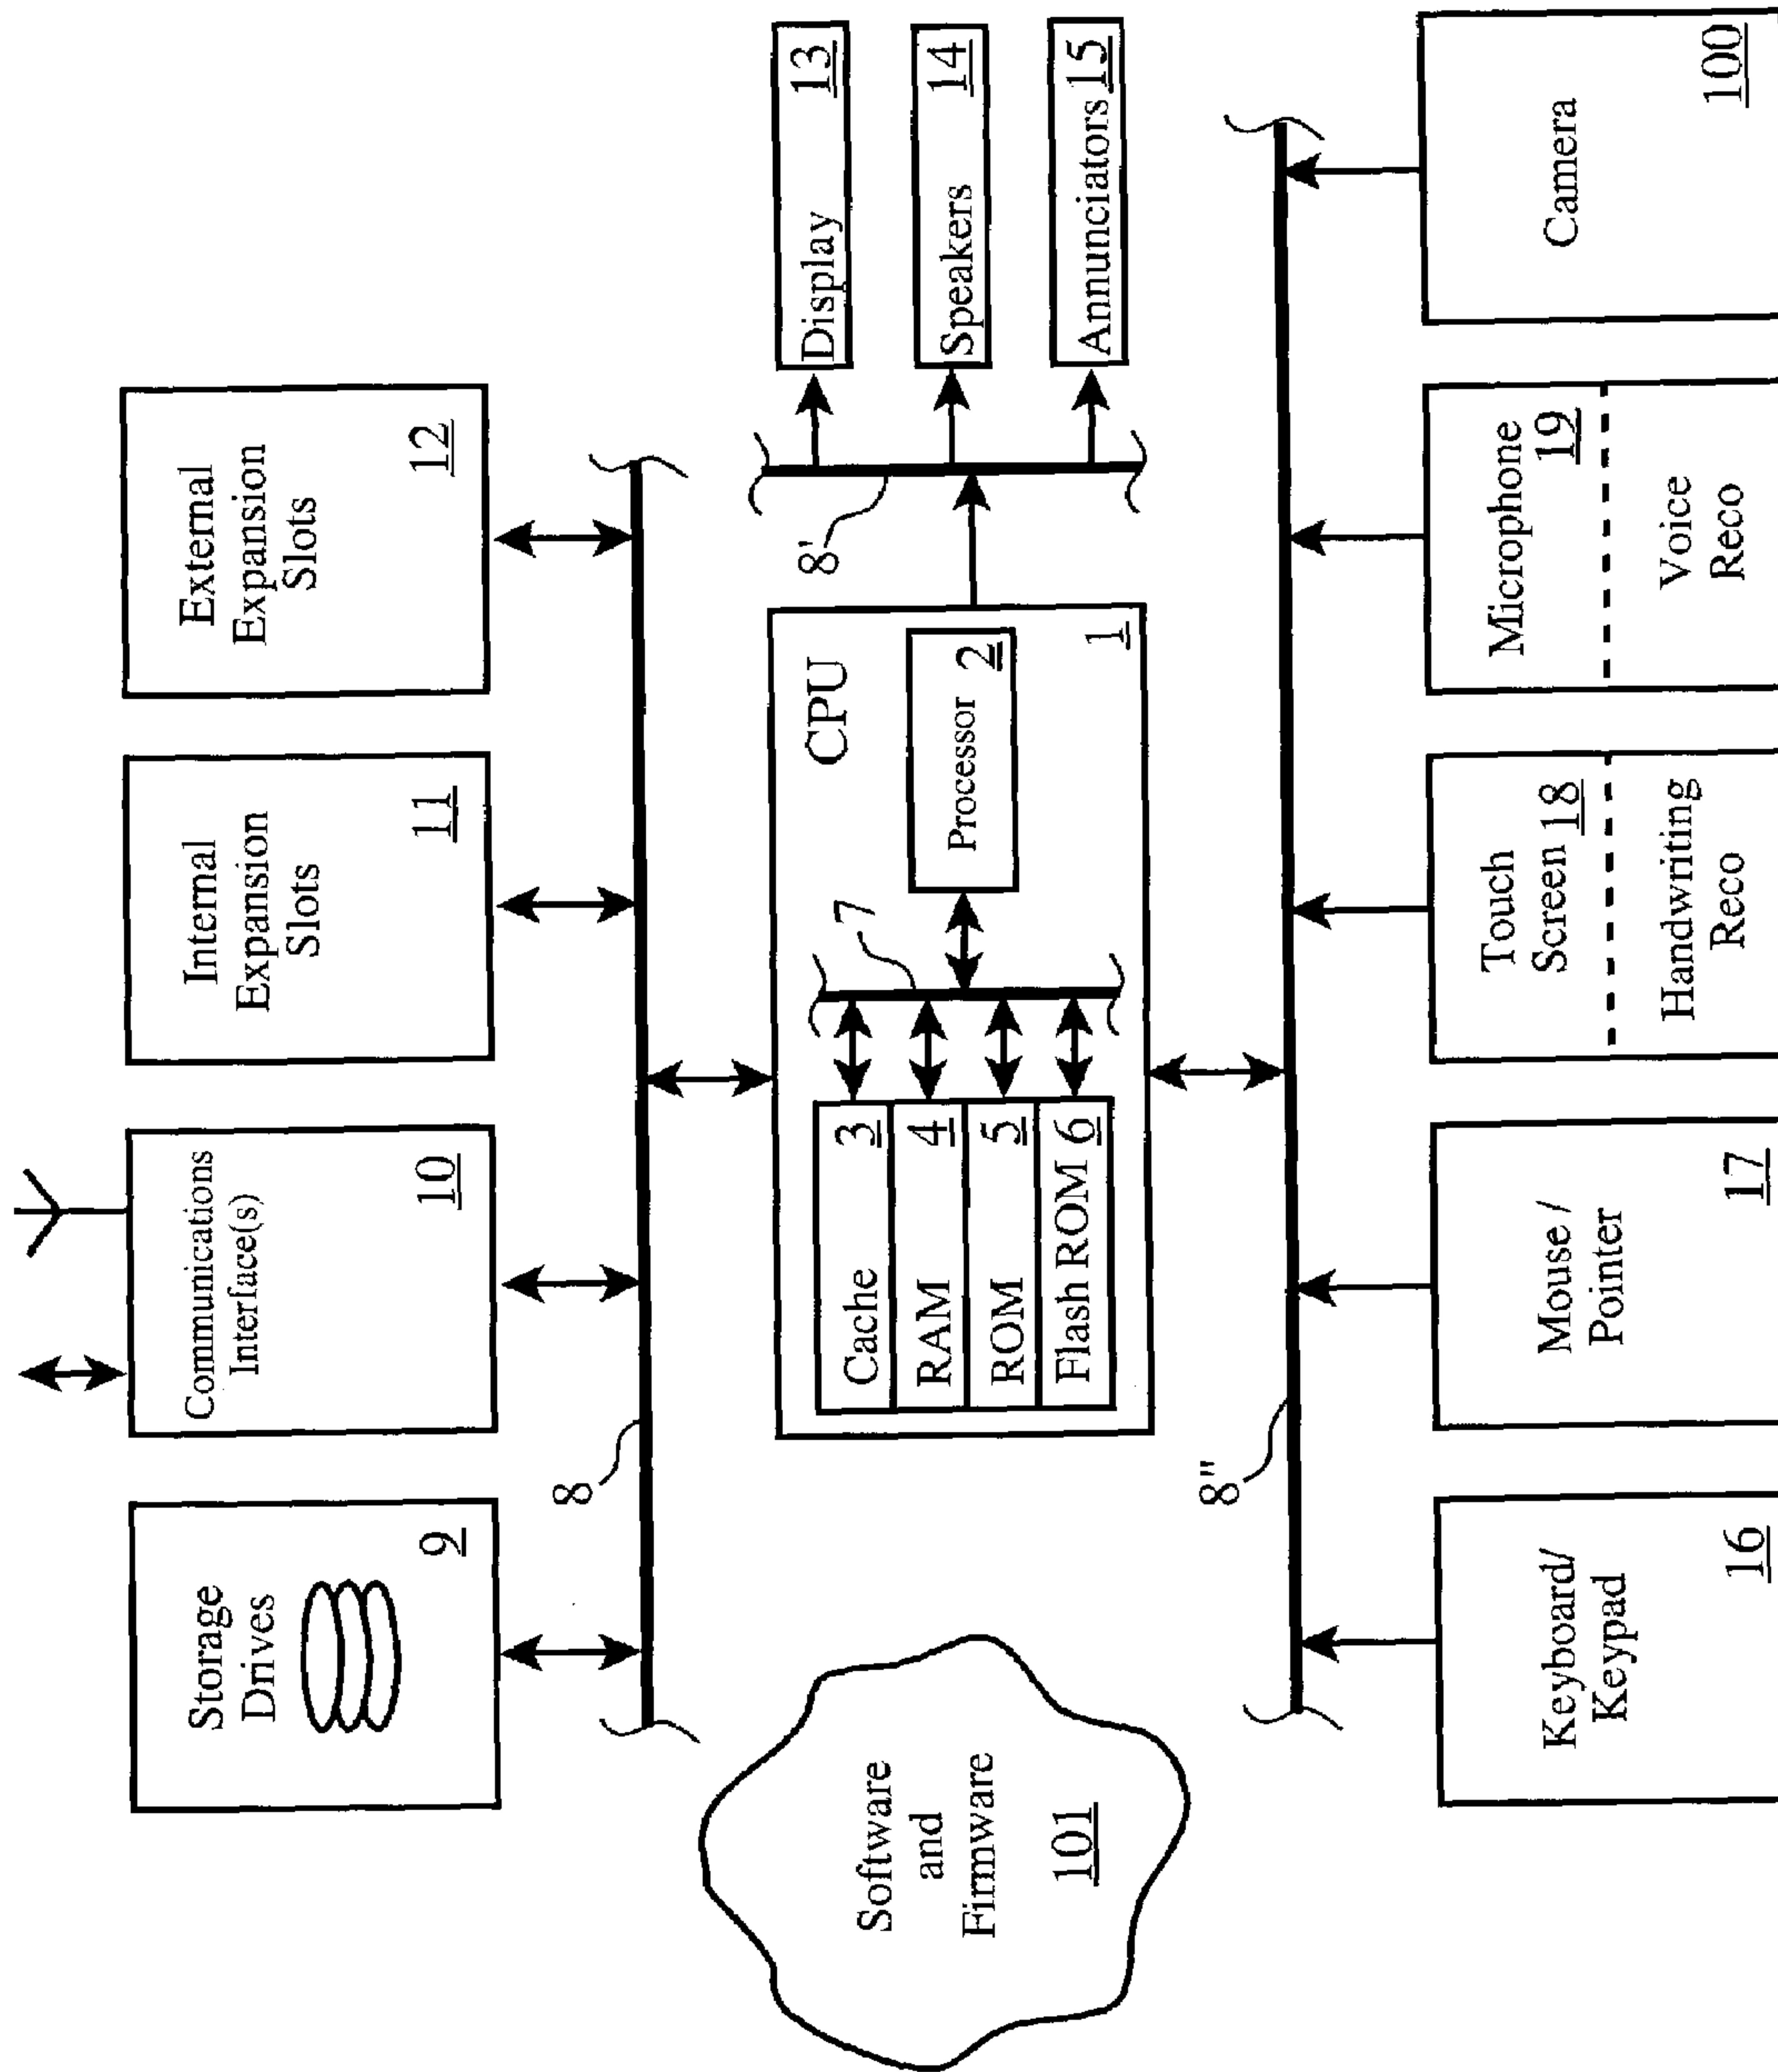 Storage
Drives
9
Communications
Interface(s)
10
Internal
Expansion
Slots
11
External
Expansion
Slots
12
8
Software
and
Firmware
101
CPU
1
Cache 3
RAM 4
ROM 5
Flash ROM 6
7
Processor 2
8'
Display 13
Speakers 14
Annunciators 15
8"
Keyboard/
Keypad
16
Mouse /
Pointer
17
Touch
Screen 18
Handwriting
Reco
Microphone
19
Voice
Reco
Camera
100